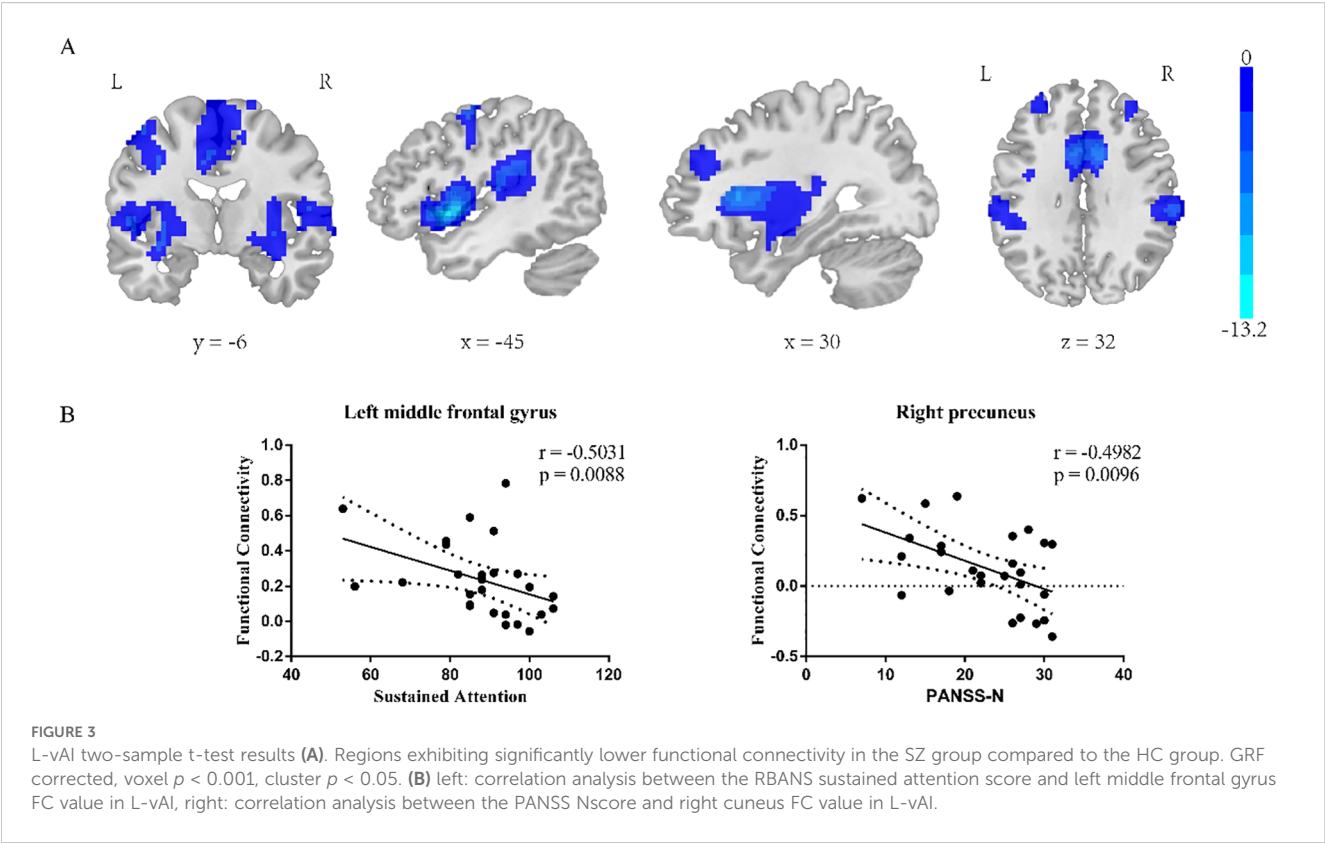 A
L R L R 0
-13.2
y = -6 x = -45 x = 30 z = 32
B
Left middle frontal gyrus
r = -0.5031
p = 0.0088
Functional Connectivity
1.0
0.8
0.6
0.4
0.2
0.0
-0.2
40 60 80 100 120
Sustained Attention
Right precuneus
r = -0.4982
p = 0.0096
Functional Connectivity
1.0
0.5
0.0
-0.5
0 10 20 30 40
PANSS-N
FIGURE 3
L-vAI two-sample t-test results (A). Regions exhibiting significantly lower functional connectivity in the SZ group compared to the HC group. GRF
corrected, voxel p < 0.001, cluster p < 0.05. (B) left: correlation analysis between the RBANS sustained attention score and left middle frontal gyrus
FC value in L-vAI, right: correlation analysis between the PANSS Nscore and right cuneus FC value in L-vAI.